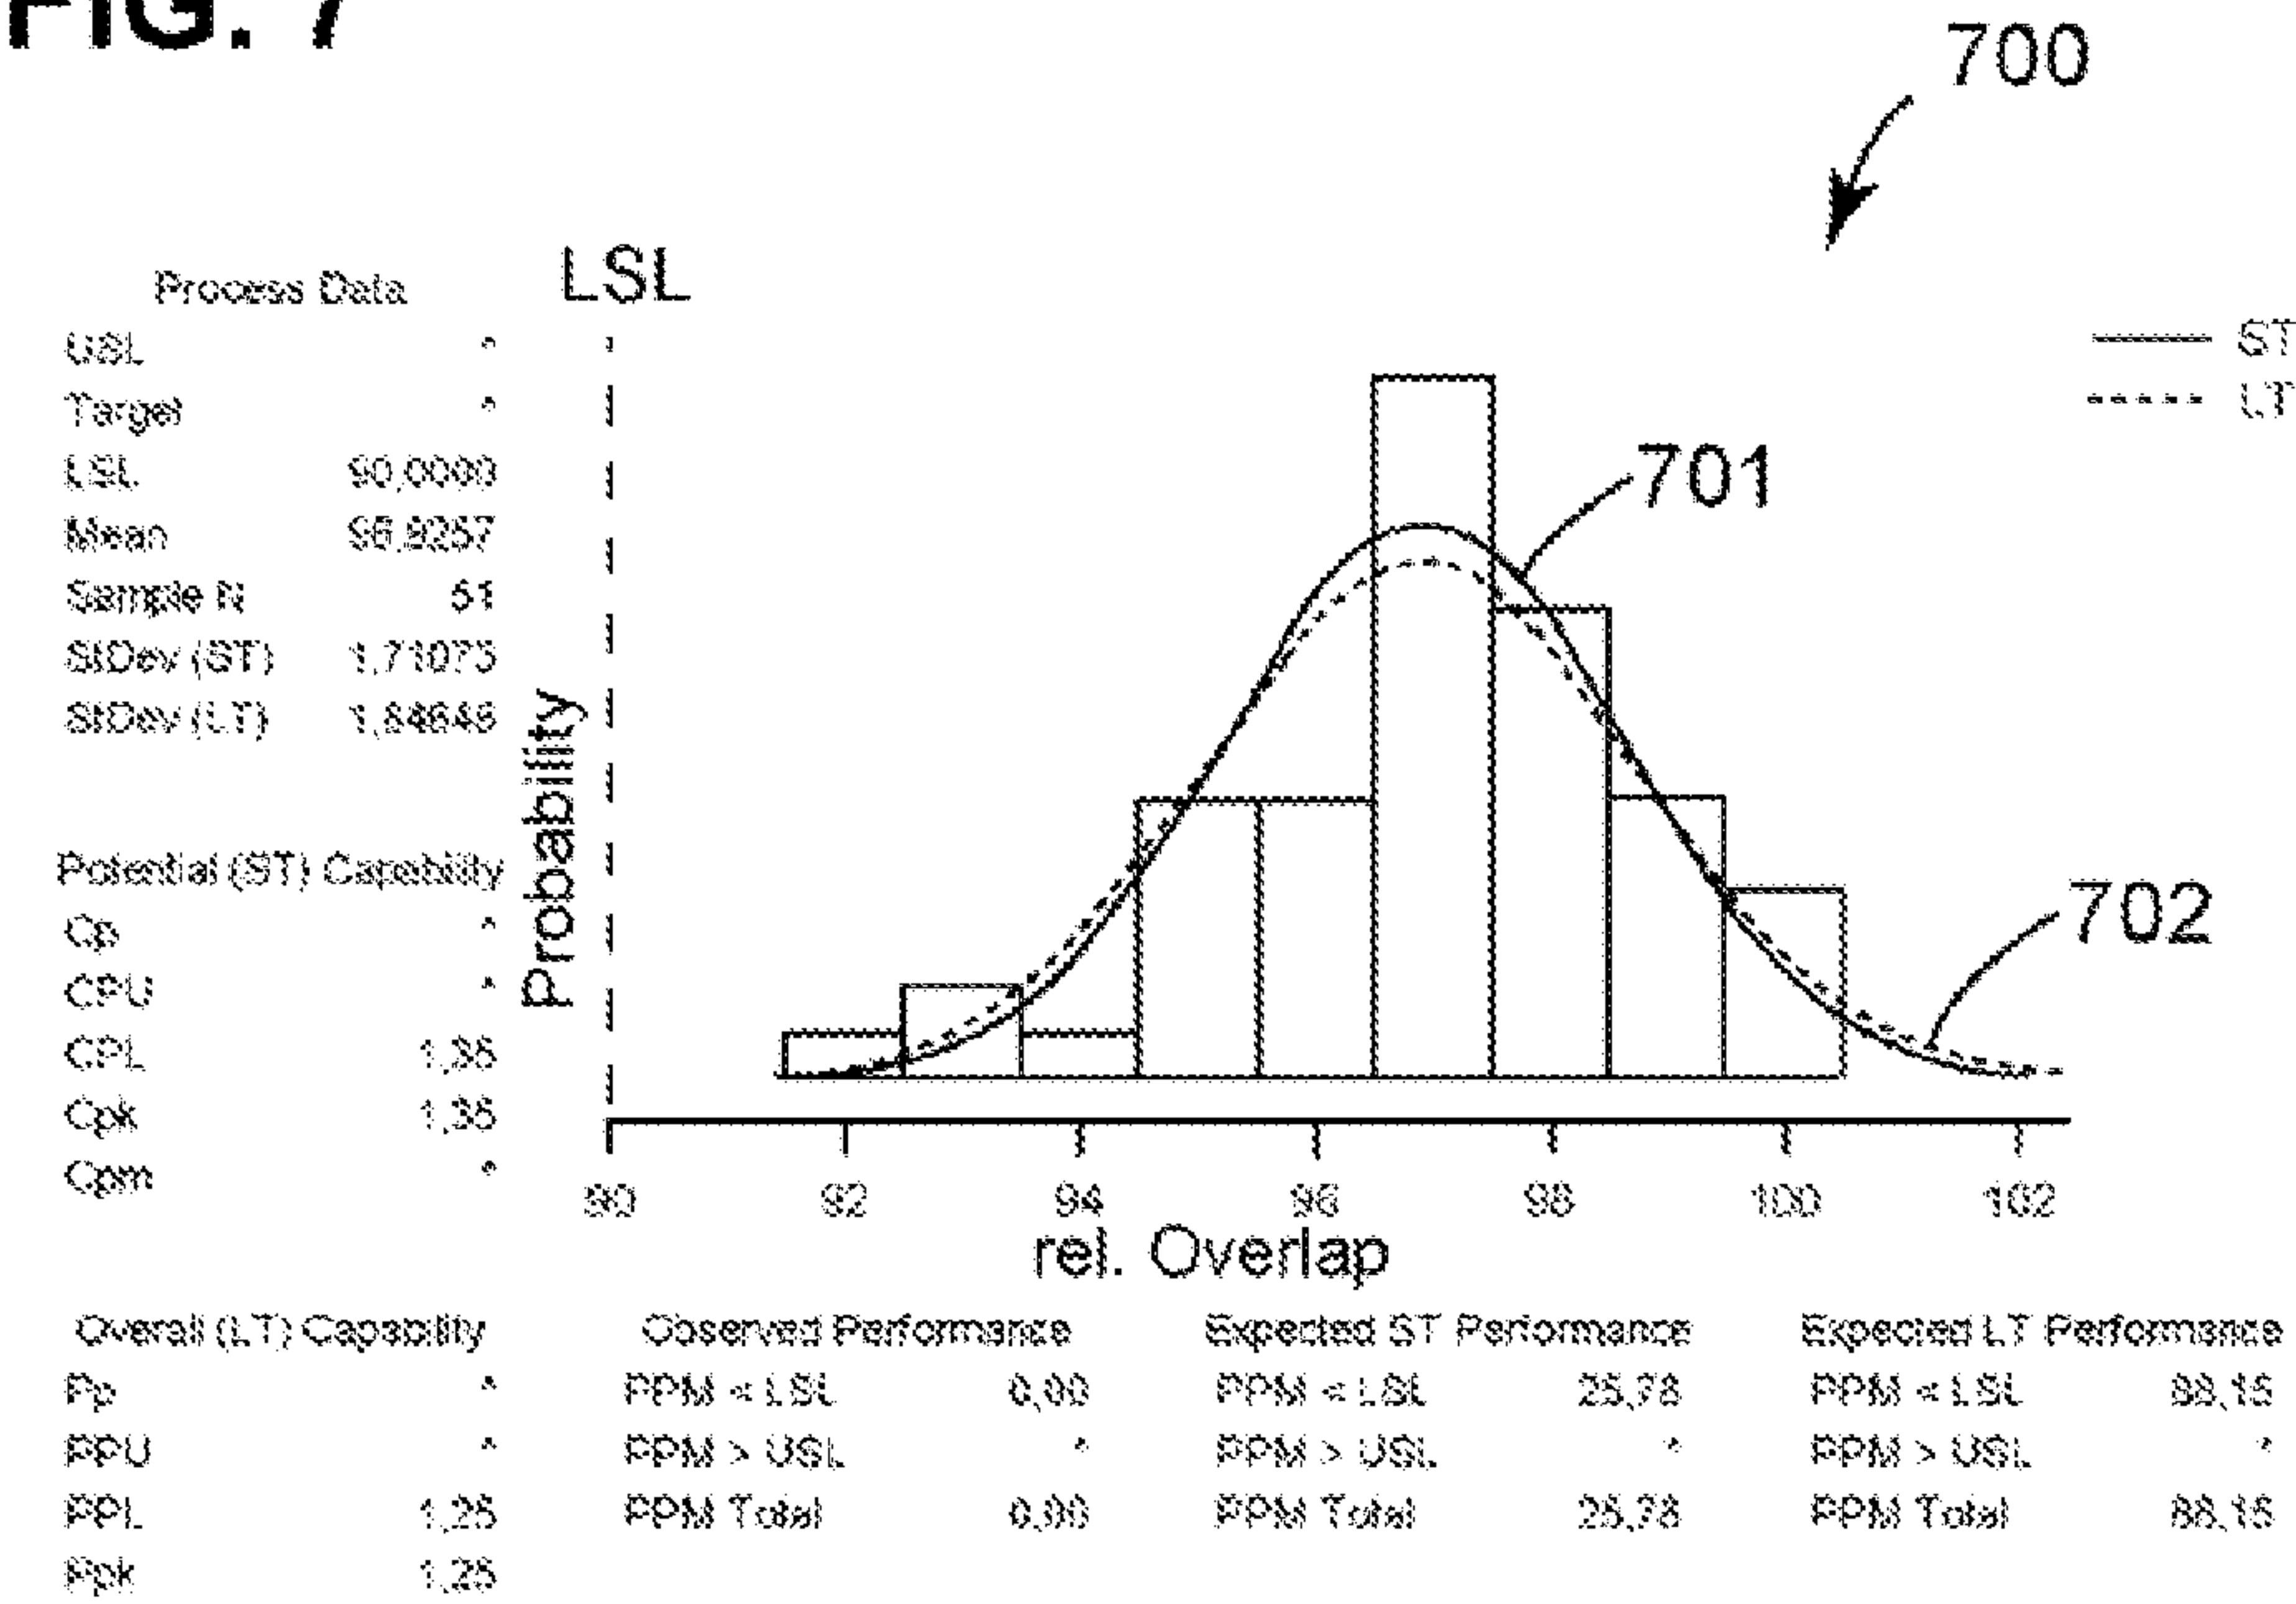 FIG. 7
700
Process Data
USL *
Target *
LSL 90,0000
Mean 96,9257
Sample N 51
StDev (ST) 1,71073
StDev (LT) 1,84648
LSL
ST
LT
701
702
Probability
Potential (ST) Capability
Cp *
CPU *
CPL 1,35
Cpk 1,35
Cpm *
90 92 94 96 98 100 102
rel. Overlap
Overall (LT) Capability
Pp *
PPU *
PPL 1,25
Ppk 1,25
Observed Performance
PPM < LSL 0,00
PPM > USL *
PPM Total 0,00
Expected ST Performance
PPM < LSL 25,78
PPM > USL *
PPM Total 25,78
Expected LT Performance
PPM < LSL 88,15
PPM > USL *
PPM Total 88,15